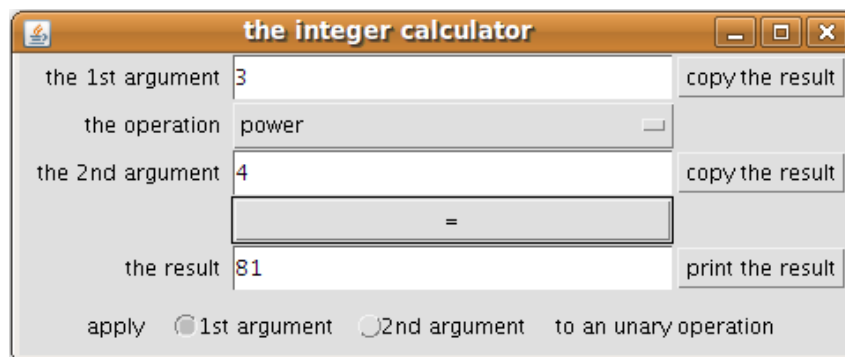 the integer calculator
the 1st argument 3 copy the result
the operation power
the 2nd argument 4 copy the result
=
the result 81 print the result
apply 1st argument 2nd argument to an unary operation